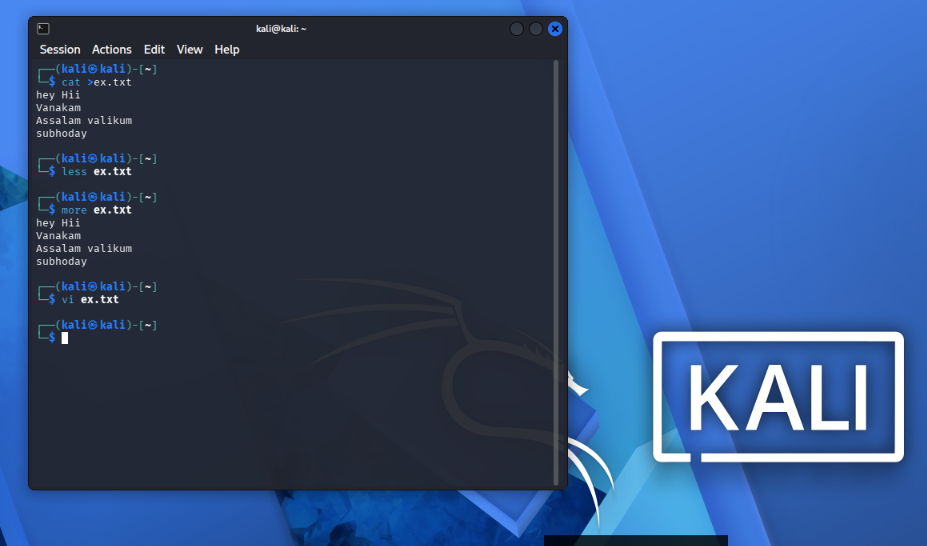 kali@kali: ~
Session Actions Edit View Help
┌──(kali㉿kali)-[~]
└─$ cat >ex.txt
hey Hii
Vanakam
Assalam valikum
subhoday
┌──(kali㉿kali)-[~]
└─$ less ex.txt
┌──(kali㉿kali)-[~]
└─$ more ex.txt
hey Hii
Vanakam
Assalam valikum
subhoday
┌──(kali㉿kali)-[~]
└─$ vi ex.txt
┌──(kali㉿kali)-[~]
└─$
KALI